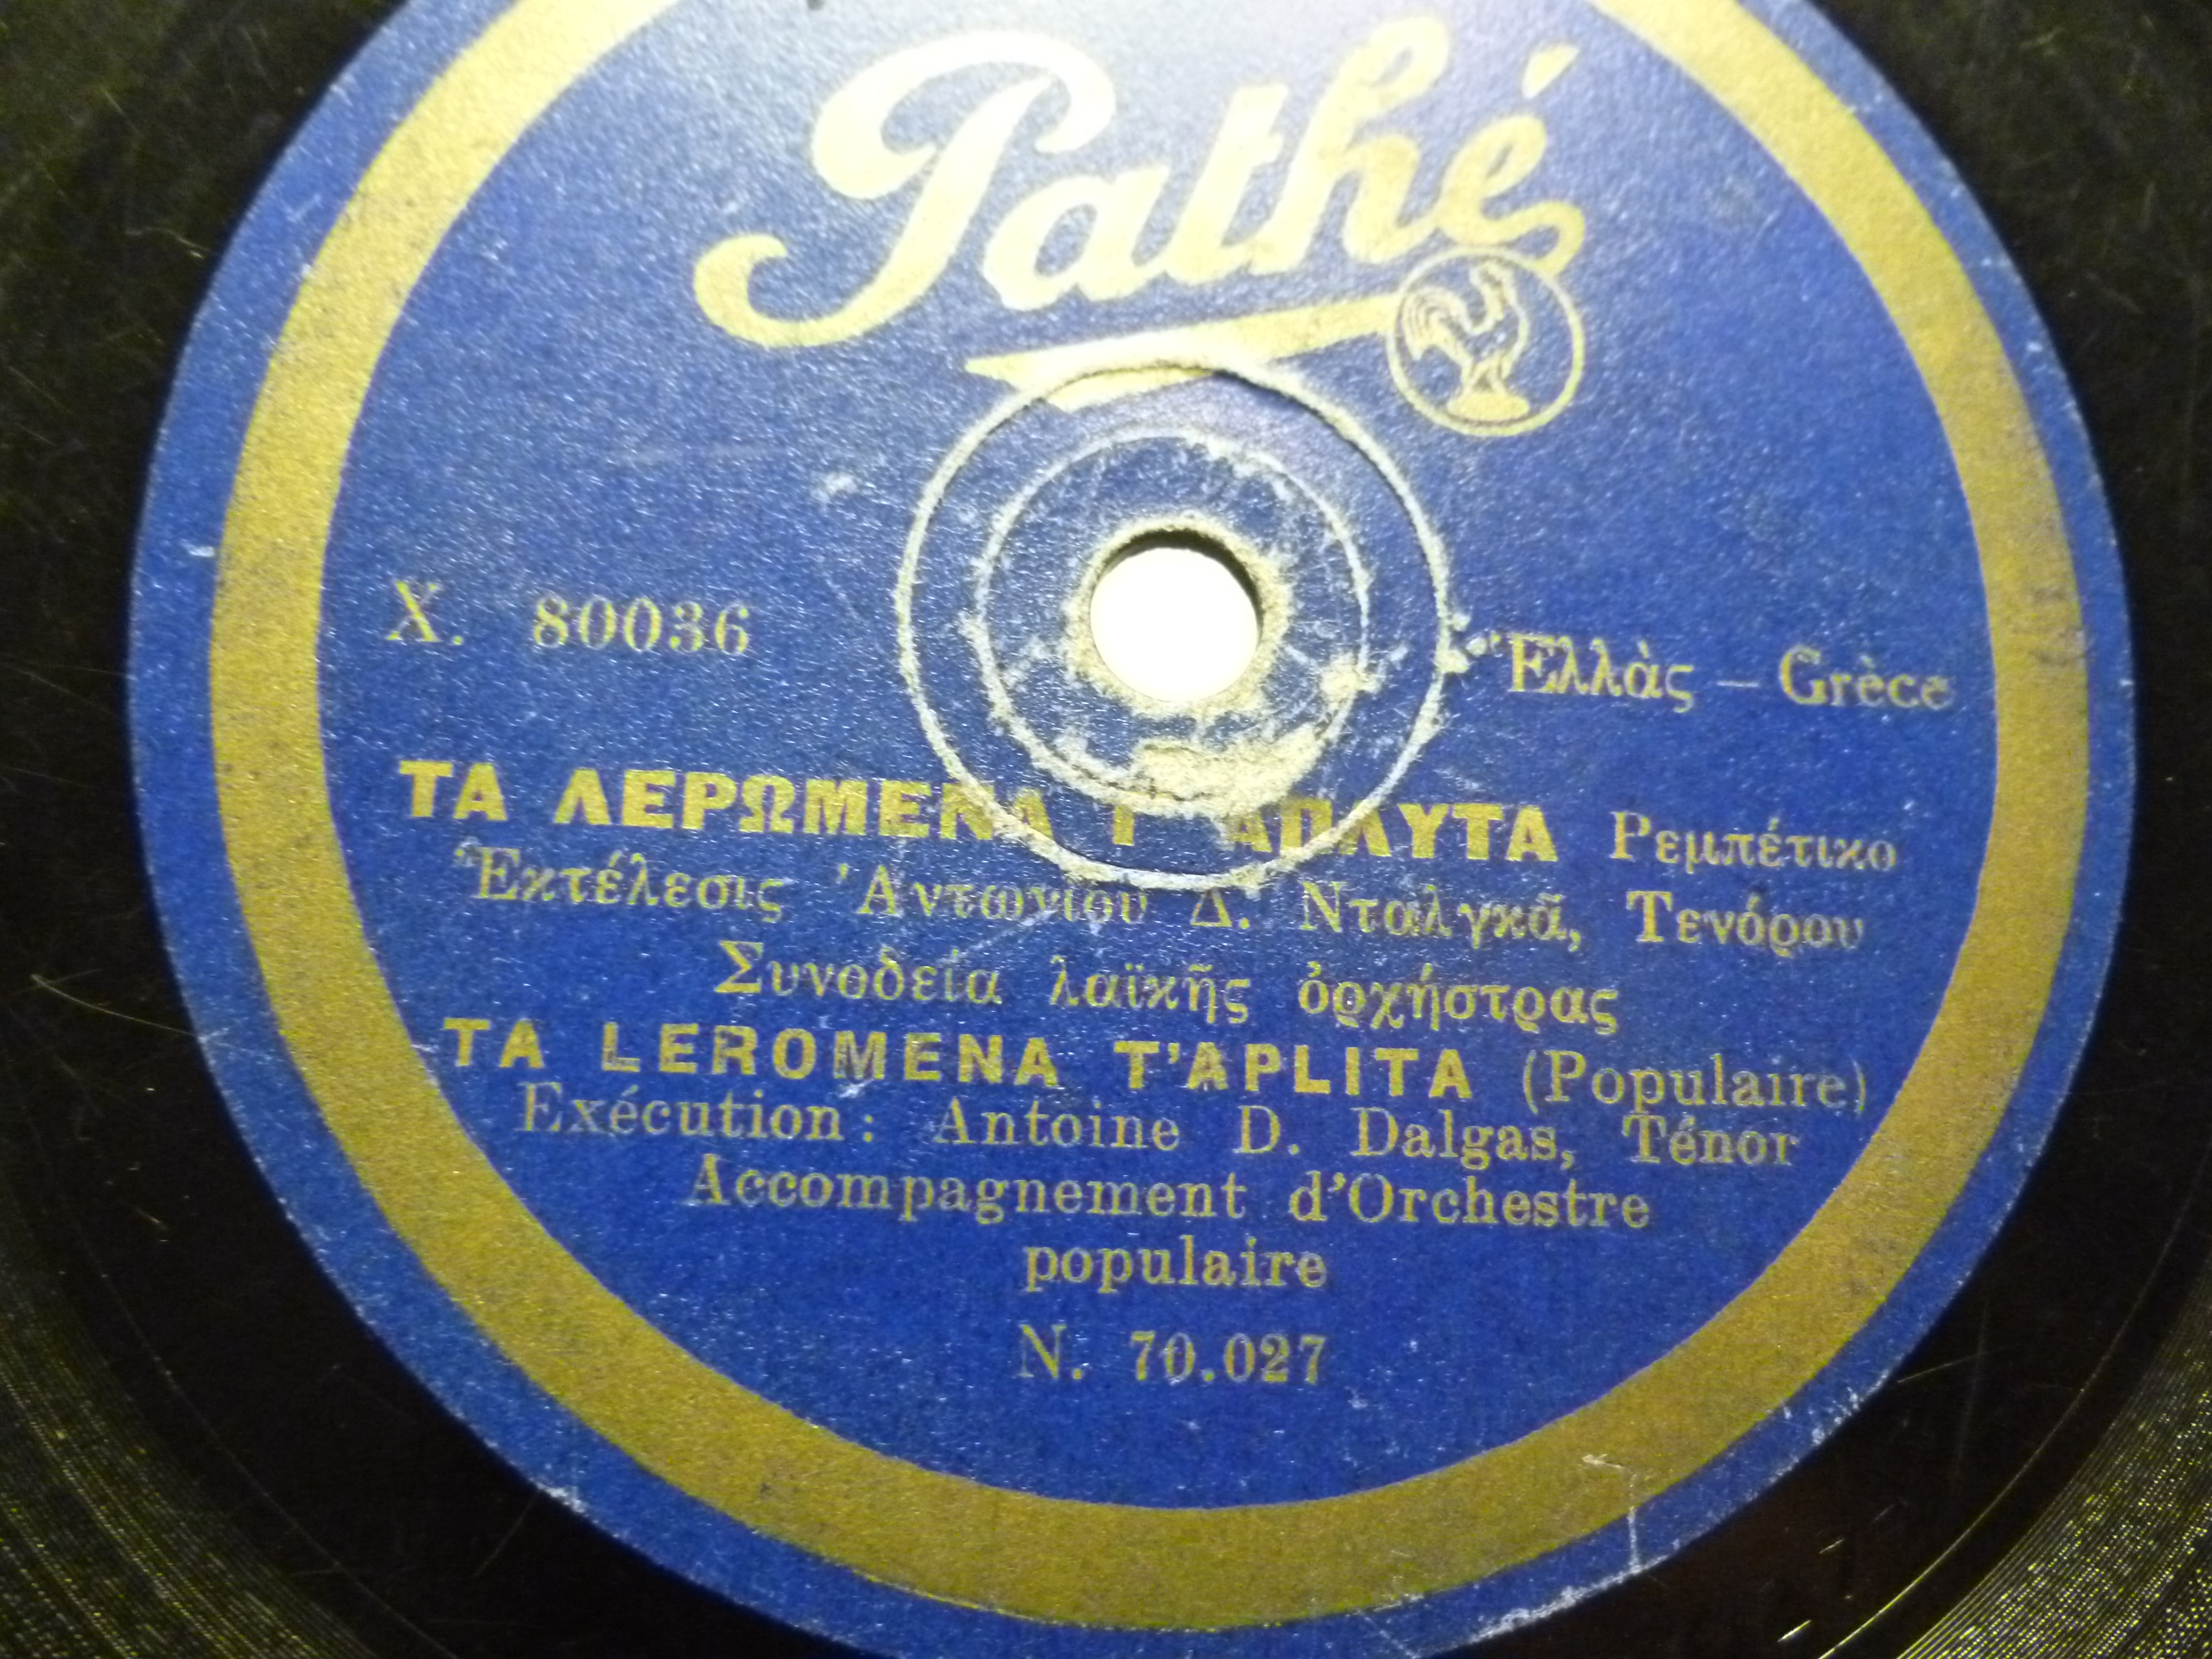 Pathé
X. 80036
Ἑλλὰς – Grèce
ΤΑ ΛΕΡΩΜΕΝΑ Τ' ΑΠΛΥΤΑ Ρεμπέτικο
Ἐκτέλεσις Ἀντωνίου Δ. Νταλγκᾶ, Τενόρου
Συνοδεία λαϊκῆς ὀρχήστρας
TA LEROMENA T'APLITA (Populaire)
Exécution: Antoine D. Dalgas, Ténor
Accompagnement d'Orchestre
populaire
N. 70.027